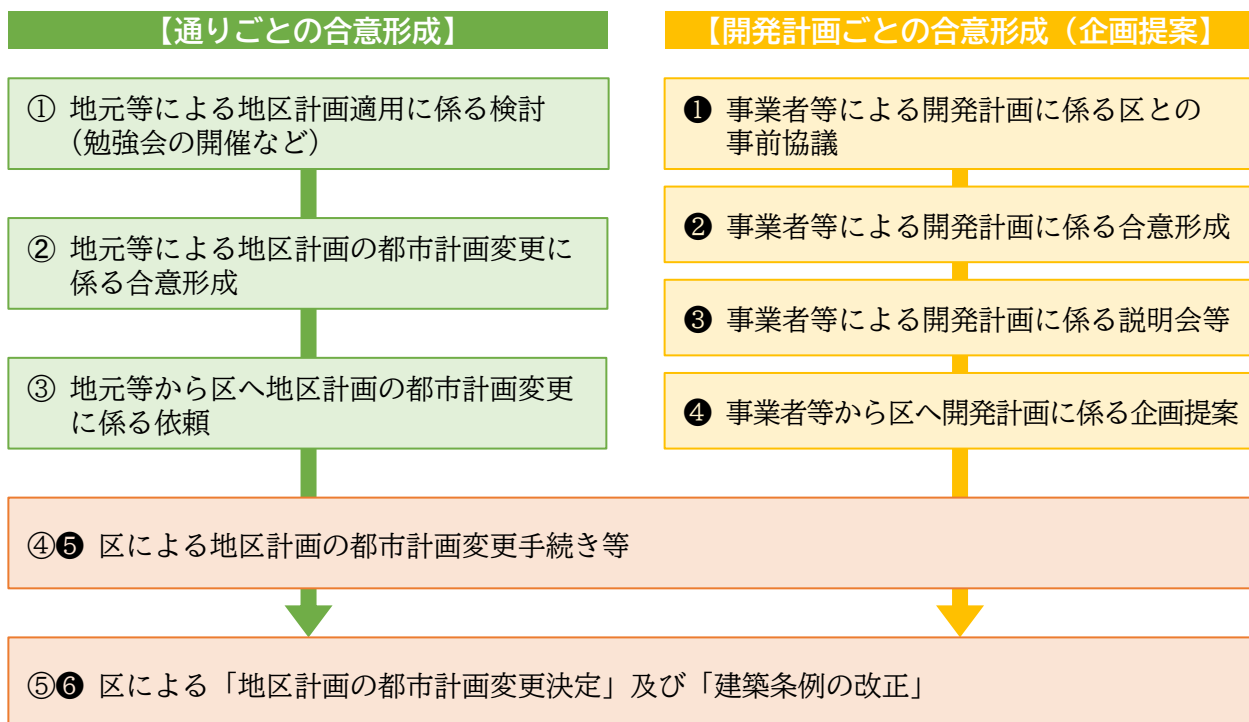 【通りごとの合意形成】
① 地元等による地区計画適用に係る検討
（勉強会の開催など）
② 地元等による地区計画の都市計画変更に
係る合意形成
③ 地元等から区へ地区計画の都市計画変更
に係る依頼
【開発計画ごとの合意形成（企画提案】
❶ 事業者等による開発計画に係る区との
事前協議
❷ 事業者等による開発計画に係る合意形成
❸ 事業者等による開発計画に係る説明会等
❹ 事業者等から区へ開発計画に係る企画提案
④❺ 区による地区計画の都市計画変更手続き等
⑤❻ 区による「地区計画の都市計画変更決定」及び「建築条例の改正」